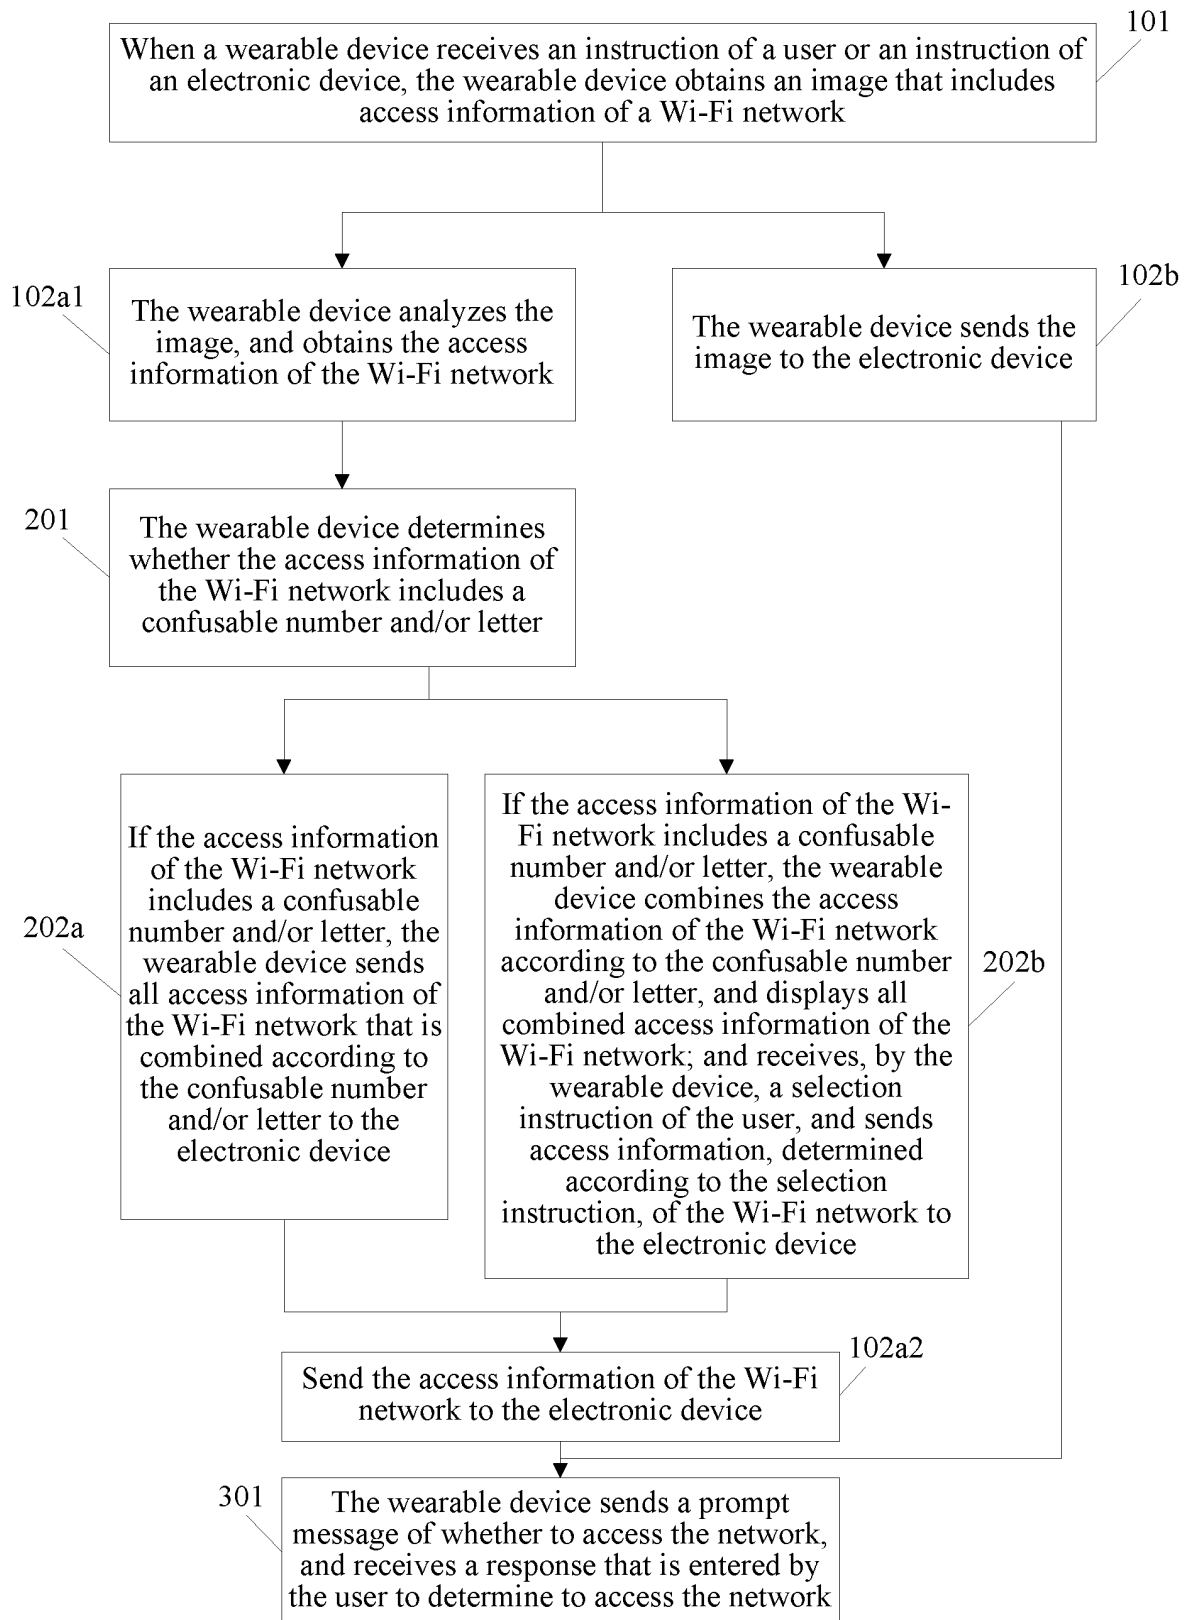 101
When a wearable device receives an instruction of a user or an instruction of
an electronic device, the wearable device obtains an image that includes
access information of a Wi-Fi network
102a1
The wearable device analyzes the
image, and obtains the access
information of the Wi-Fi network
102b
The wearable device sends the
image to the electronic device
201
The wearable device determines
whether the access information of
the Wi-Fi network includes a
confusable number and/or letter
202a
If the access information
of the Wi-Fi network
includes a confusable
number and/or letter, the
wearable device sends
all access information of
the Wi-Fi network that is
combined according to
the confusable number
and/or letter to the
electronic device
If the access information of the Wi-
Fi network includes a confusable
number and/or letter, the wearable
device combines the access
information of the Wi-Fi network
according to the confusable number
and/or letter, and displays all
combined access information of the
Wi-Fi network; and receives, by the
wearable device, a selection
instruction of the user, and sends
access information, determined
according to the selection
instruction, of the Wi-Fi network to
the electronic device
202b
102a2
Send the access information of the Wi-Fi
network to the electronic device
301
The wearable device sends a prompt
message of whether to access the network,
and receives a response that is entered by
the user to determine to access the network